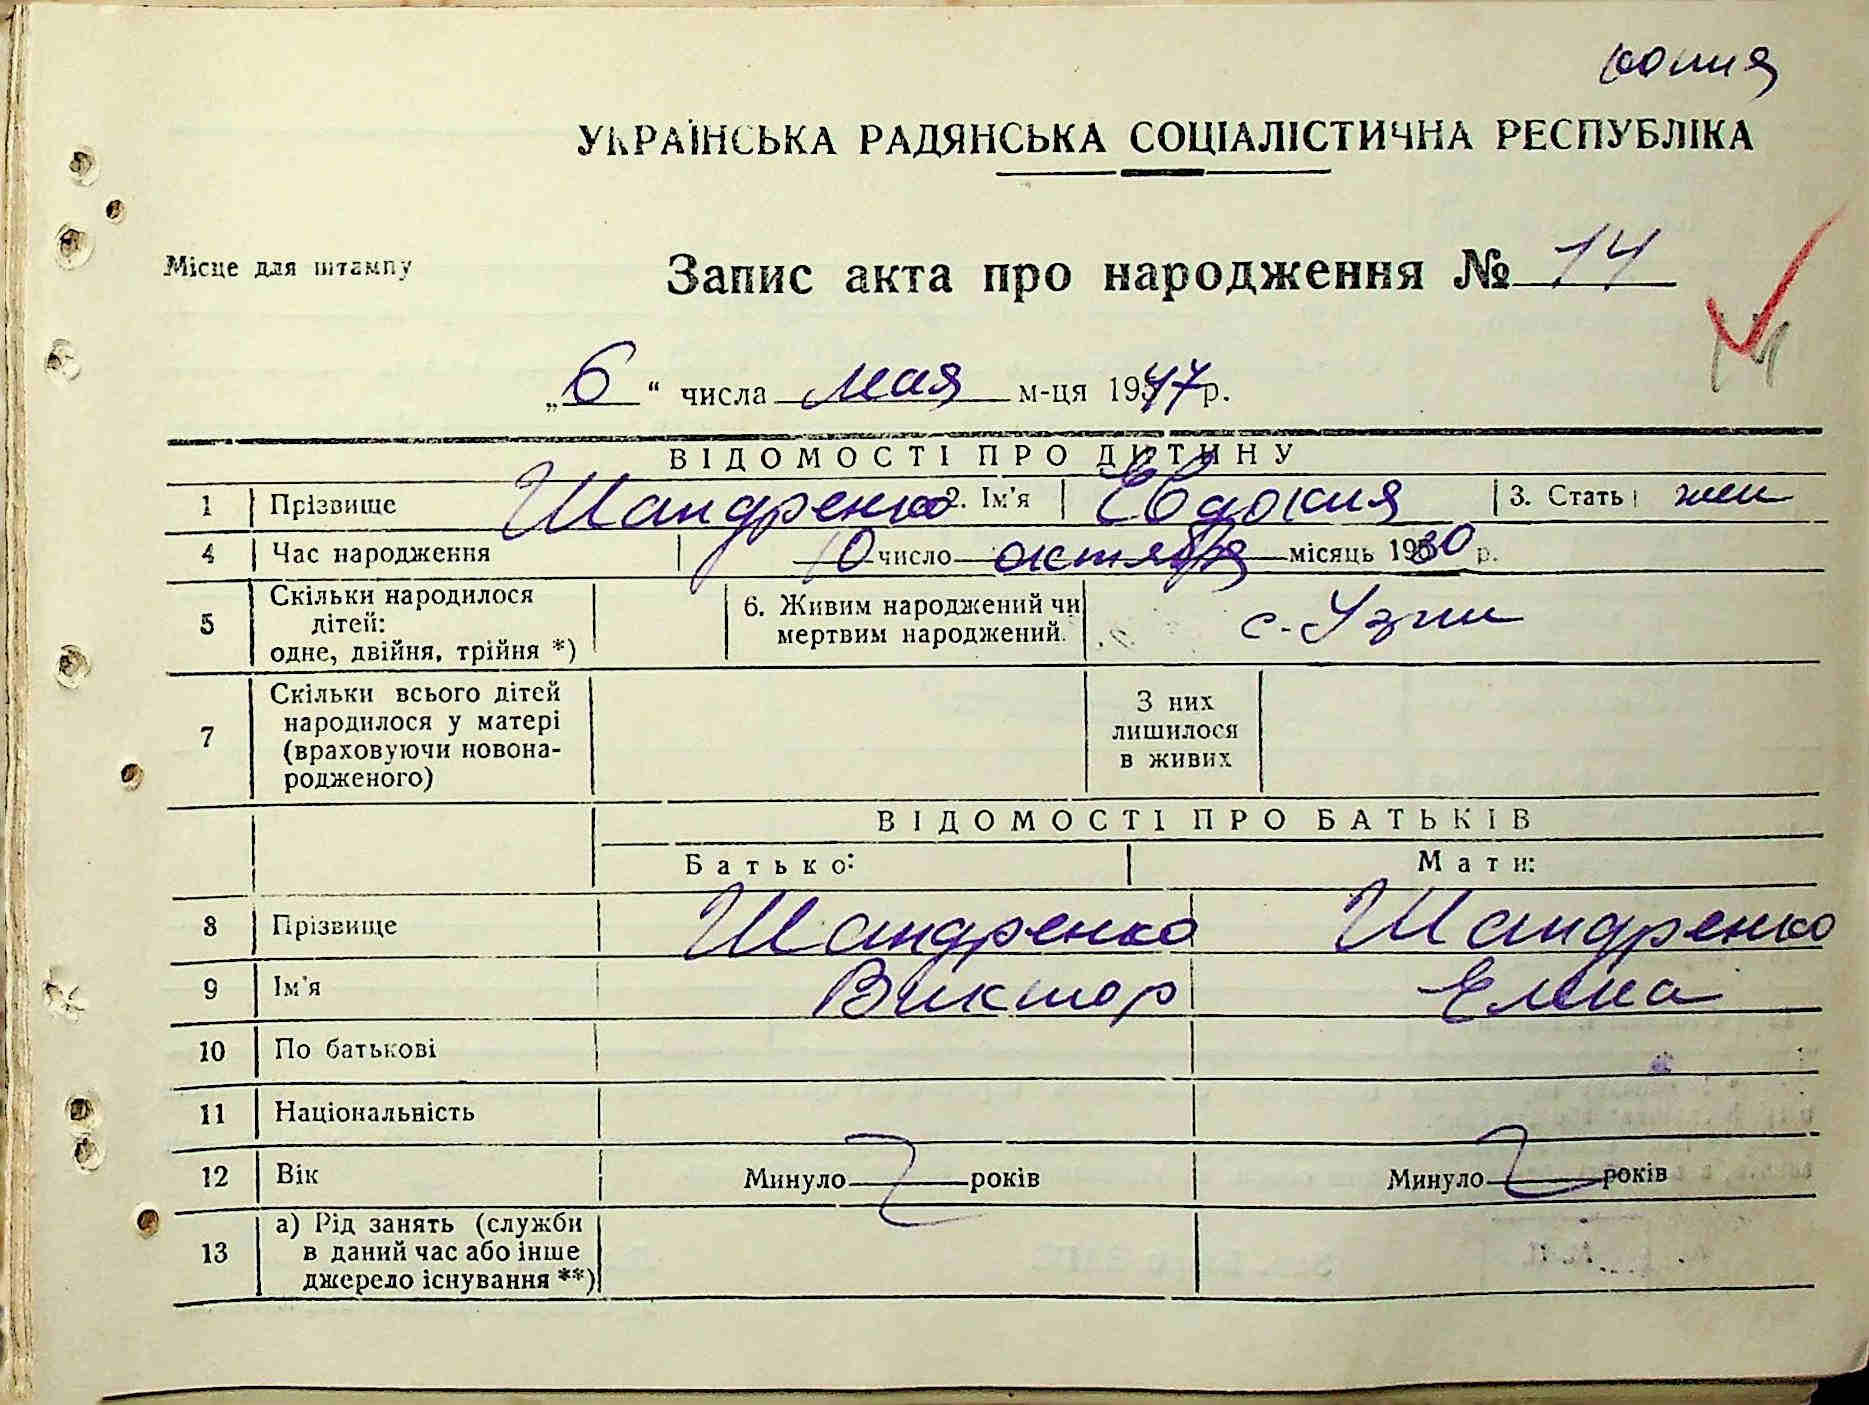 копия
УКРАЇНСЬКА РАДЯНСЬКА СОЦІАЛІСТИЧНА РЕСПУБЛІКА
Місце для штампу
Запис акта про народження № 14
14
„6“ числа мая м-ця 1947 р.
ВІДОМОСТІ ПРО ДИТИНУ
1 Прізвище Шандренко 2. Ім'я Евдокия 3. Стать жен
4 Час народження 10 число октября місяць 1930 р.
5 Скільки народилося дітей: одне, двійня, трійня *) 6. Живим народжений чи мертвим народжений. с. Узин
7 Скільки всього дітей народилося у матері (враховуючи новонародженого) З них лишилося в живих
ВІДОМОСТІ ПРО БАТЬКІВ
Батько: Мати:
8 Прізвище Шандренко Шандренко
9 Ім'я Виктор Елена
10 По батькові
11 Національність
12 Вік Минуло років Минуло років
13 а) Рід занять (служби в даний час або інше джерело існування **)